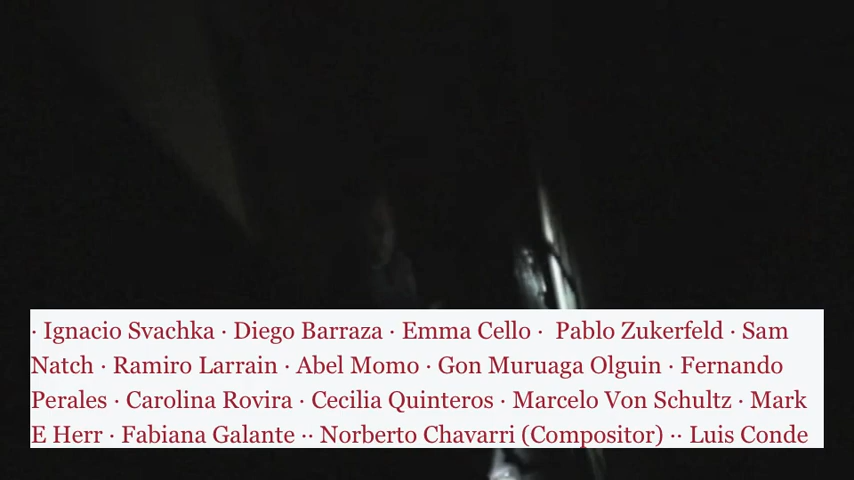 · Ignacio Svachka · Diego Barraza · Emma Cello ·  Pablo Zukerfeld · Sam
Natch · Ramiro Larrain · Abel Momo · Gon Muruaga Olguin · Fernando
Perales · Carolina Rovira · Cecilia Quinteros · Marcelo Von Schultz · Mark
E Herr · Fabiana Galante ·· Norberto Chavarri (Compositor) ·· Luis Conde